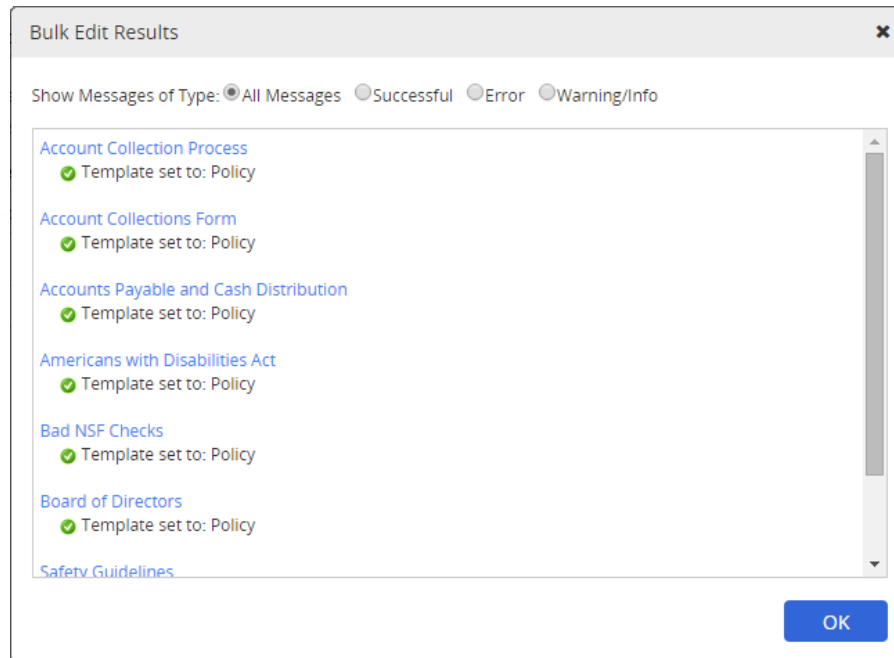 Bulk Edit Results
Show Messages of Type: All Messages Successful Error Warning/Info
Account Collection Process
Template set to: Policy
Account Collections Form
Template set to: Policy
Accounts Payable and Cash Distribution
Template set to: Policy
Americans with Disabilities Act
Template set to: Policy
Bad NSF Checks
Template set to: Policy
Board of Directors
Template set to: Policy
Safety Guidelines
OK